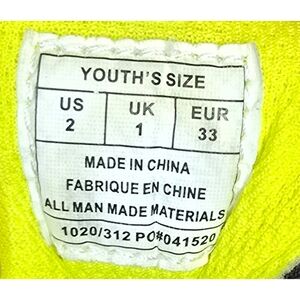 YOUTH'S SIZE
US UK EUR
2 1 33
MADE IN CHINA
FABRIQUE EN CHINE
ALL MAN MADE MATERIALS
1020/312 PO#041520